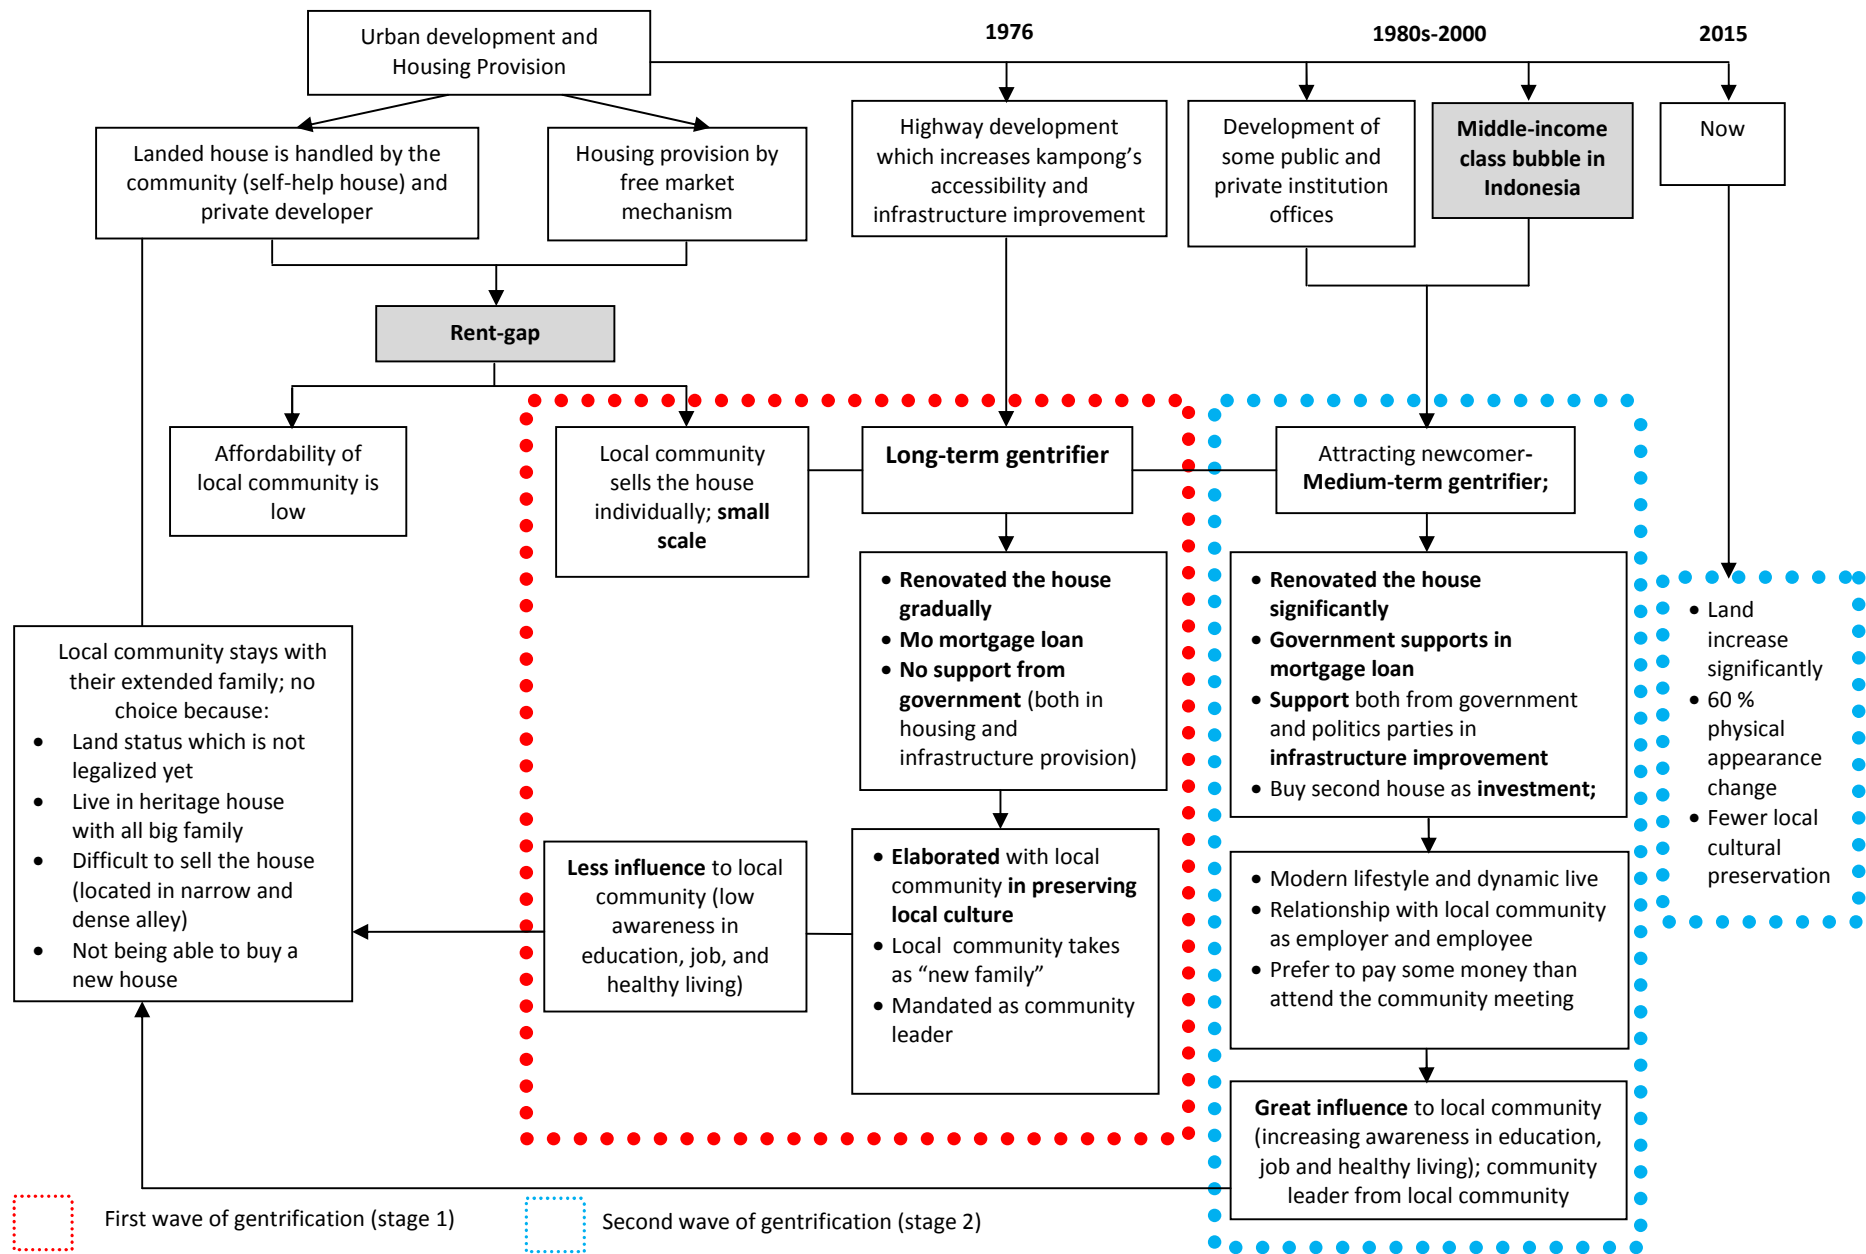 Urban development and
Housing Provision
1976
1980s-2000
2015
Landed house is handled by the
community (self-help house) and
private developer
Housing provision by
free market
mechanism
Highway development
which increases kampong’s
accessibility and
infrastructure improvement
Development of
some public and
private institution
offices
Middle-income
class bubble in
Indonesia
Now
Rent-gap
Affordability of
local community is
low
Local community
sells the house
individually; small
scale
Long-term gentrifier
Attracting newcomer-
Medium-term gentrifier;
• Renovated the house
gradually
• Mo mortgage loan
• No support from
government (both in
housing and
infrastructure provision)
• Renovated the house
significantly
• Government supports in
mortgage loan
• Support both from government
and politics parties in
infrastructure improvement
• Buy second house as investment;
• Land
increase
significantly
• 60 %
physical
appearance
change
• Fewer local
cultural
preservation
Local community stays with
their extended family; no
choice because:
• Land status which is not
legalized yet
• Live in heritage house
with all big family
• Difficult to sell the house
(located in narrow and
dense alley)
• Not being able to buy a
new house
Less influence to local
community (low
awareness in
education, job, and
healthy living)
• Elaborated with local
community in preserving
local culture
• Local community takes
as “new family”
• Mandated as community
leader
• Modern lifestyle and dynamic live
• Relationship with local community
as employer and employee
• Prefer to pay some money than
attend the community meeting
Great influence to local community
(increasing awareness in education,
job and healthy living); community
leader from local community
First wave of gentrification (stage 1)
Second wave of gentrification (stage 2)